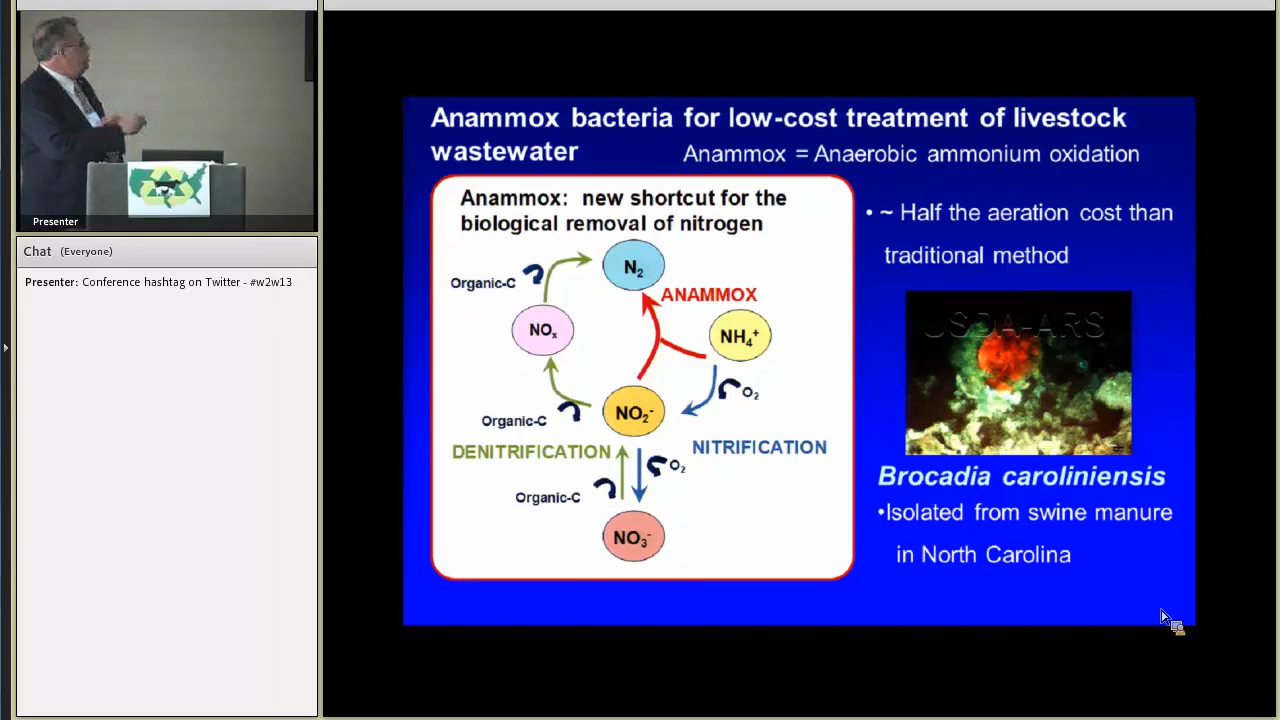 Presenter
Chat (Everyone)
Presenter: Conference hashtag on Twitter - #w2w13
Anammox bacteria for low-cost treatment of livestock
wastewater
Anammox = Anaerobic ammonium oxidation
Anammox: new shortcut for the
biological removal of nitrogen
N₂
Organic-C
ANAMMOX
NOₓ
NH₄⁺
O₂
NO₂⁻
Organic-C
DENITRIFICATION
NITRIFICATION
O₂
Organic-C
NO₃⁻
• ~ Half the aeration cost than
traditional method
USDA-ARS
Brocadia caroliniensis
•Isolated from swine manure
in North Carolina